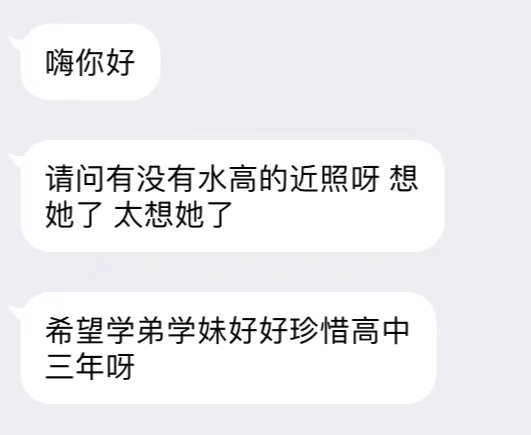 嗨你好
请问有没有水高的近照呀 想
她了 太想她了
希望学弟学妹好好珍惜高中
三年呀